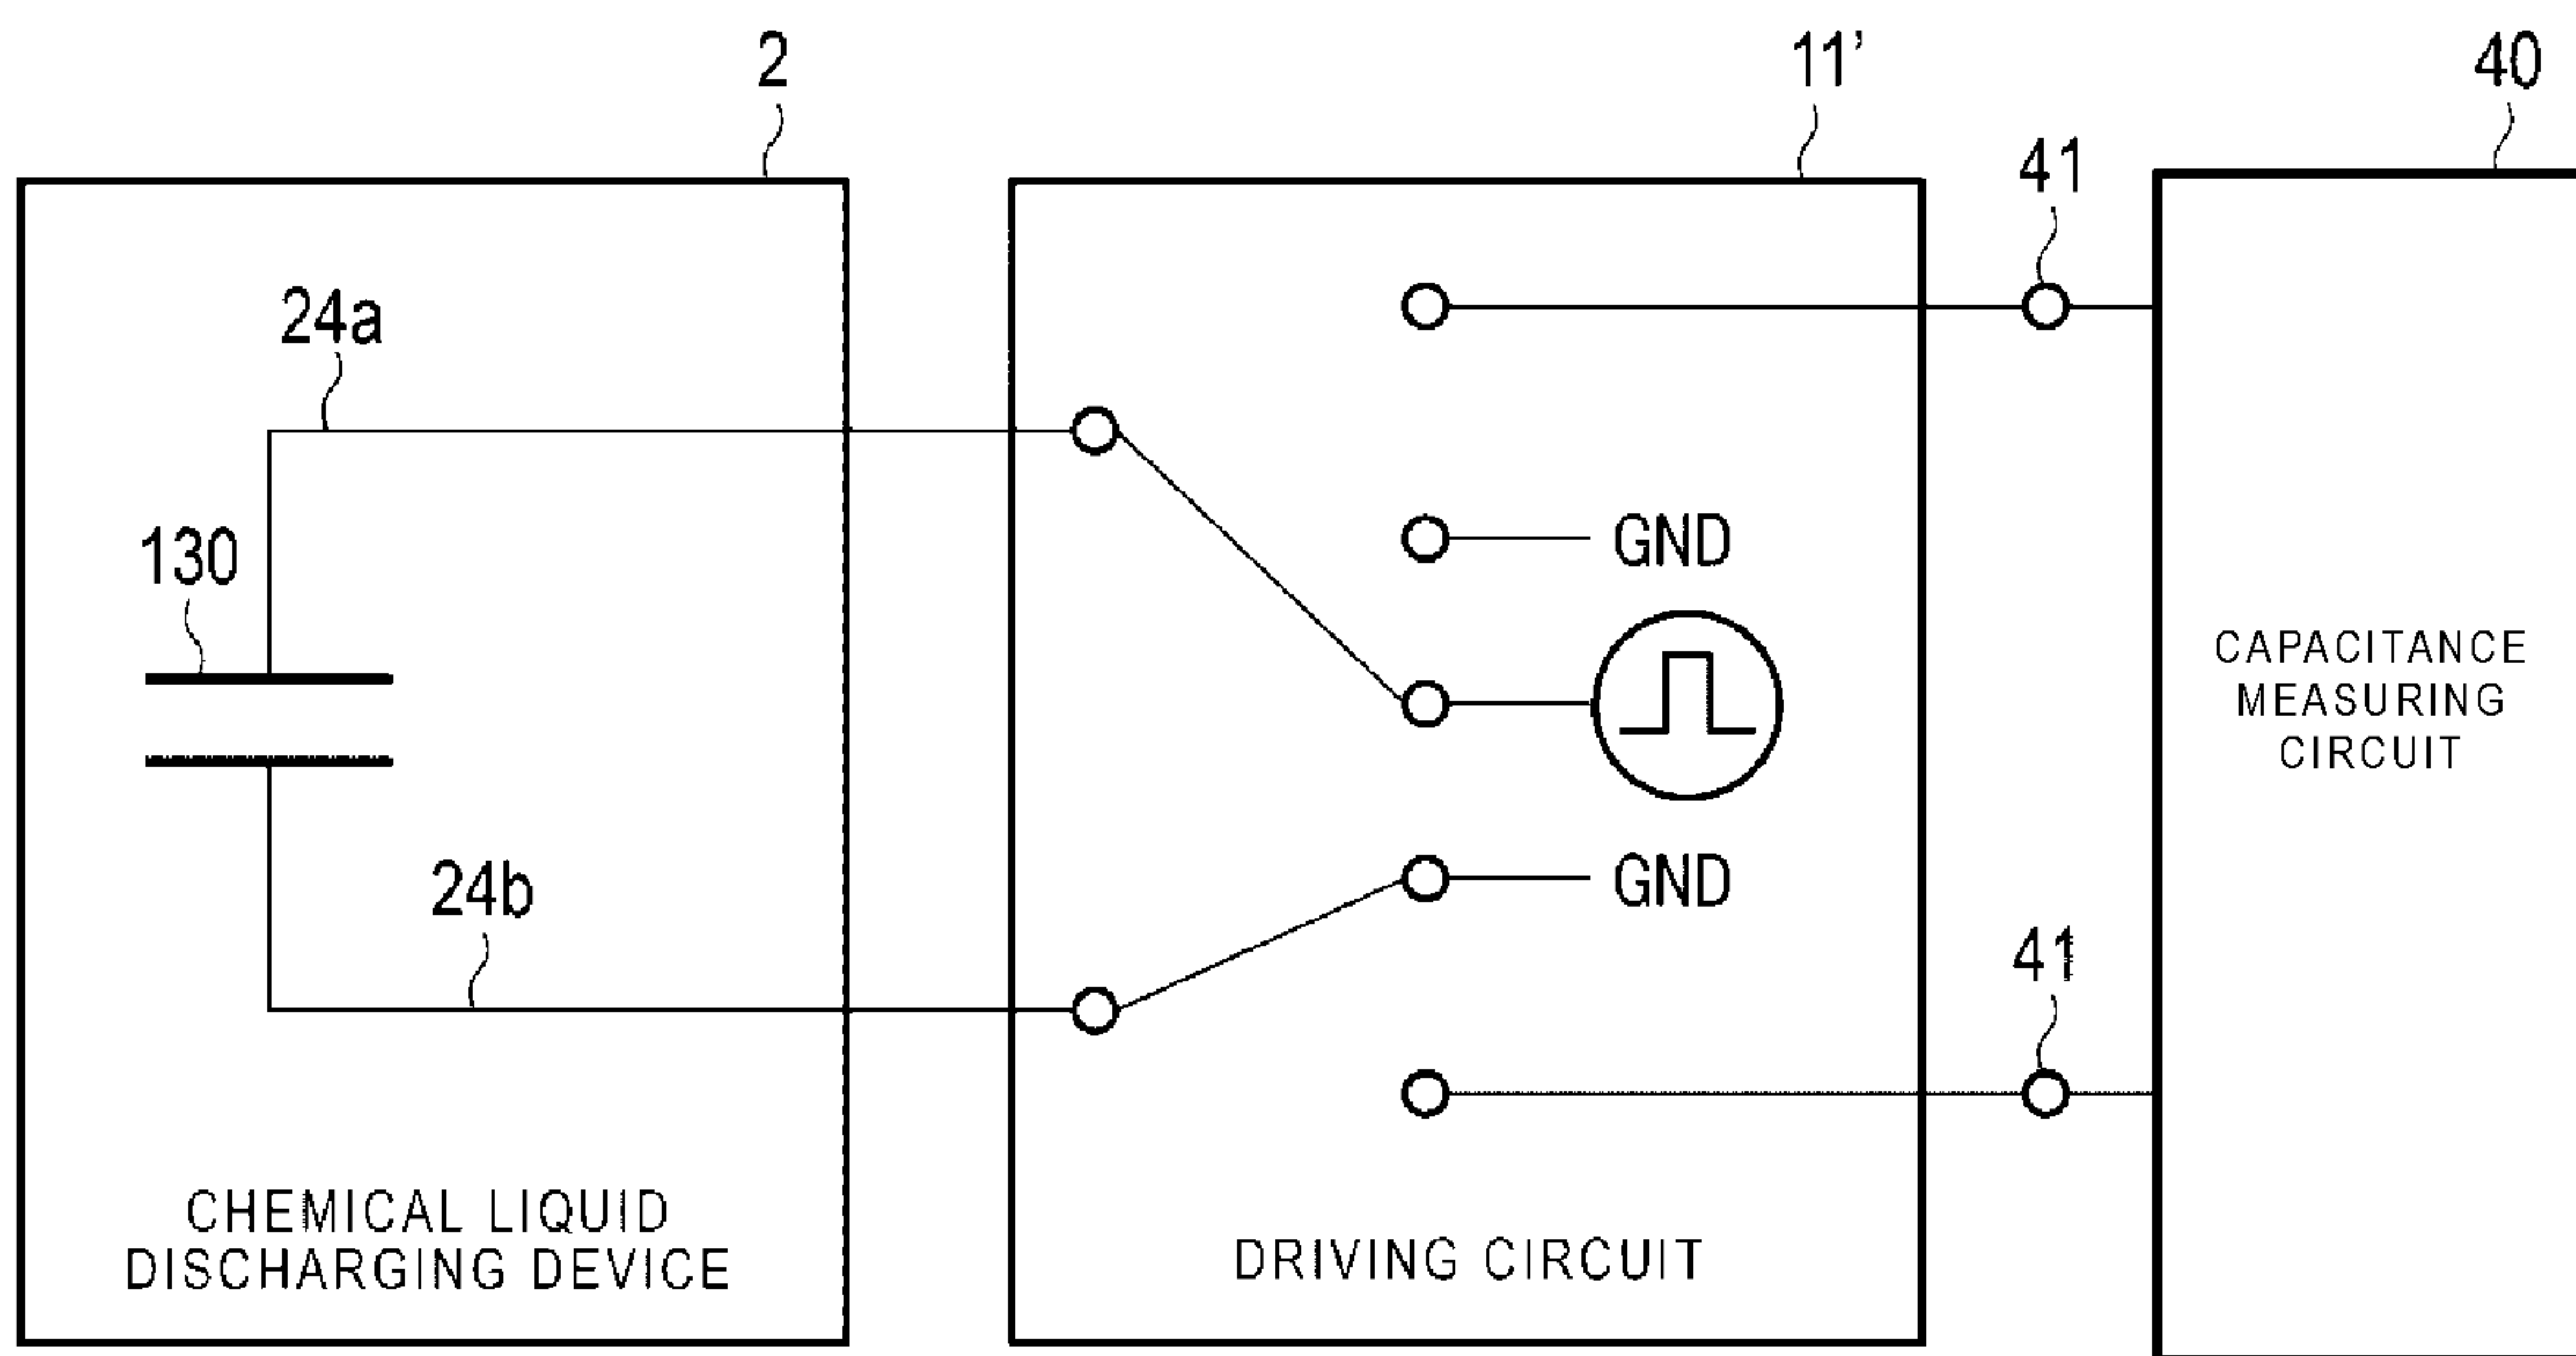 2
11'
40
41
24a
130
GND
CAPACITANCE
MEASURING
CIRCUIT
GND
24b
41
CHEMICAL LIQUID
DISCHARGING DEVICE
DRIVING CIRCUIT